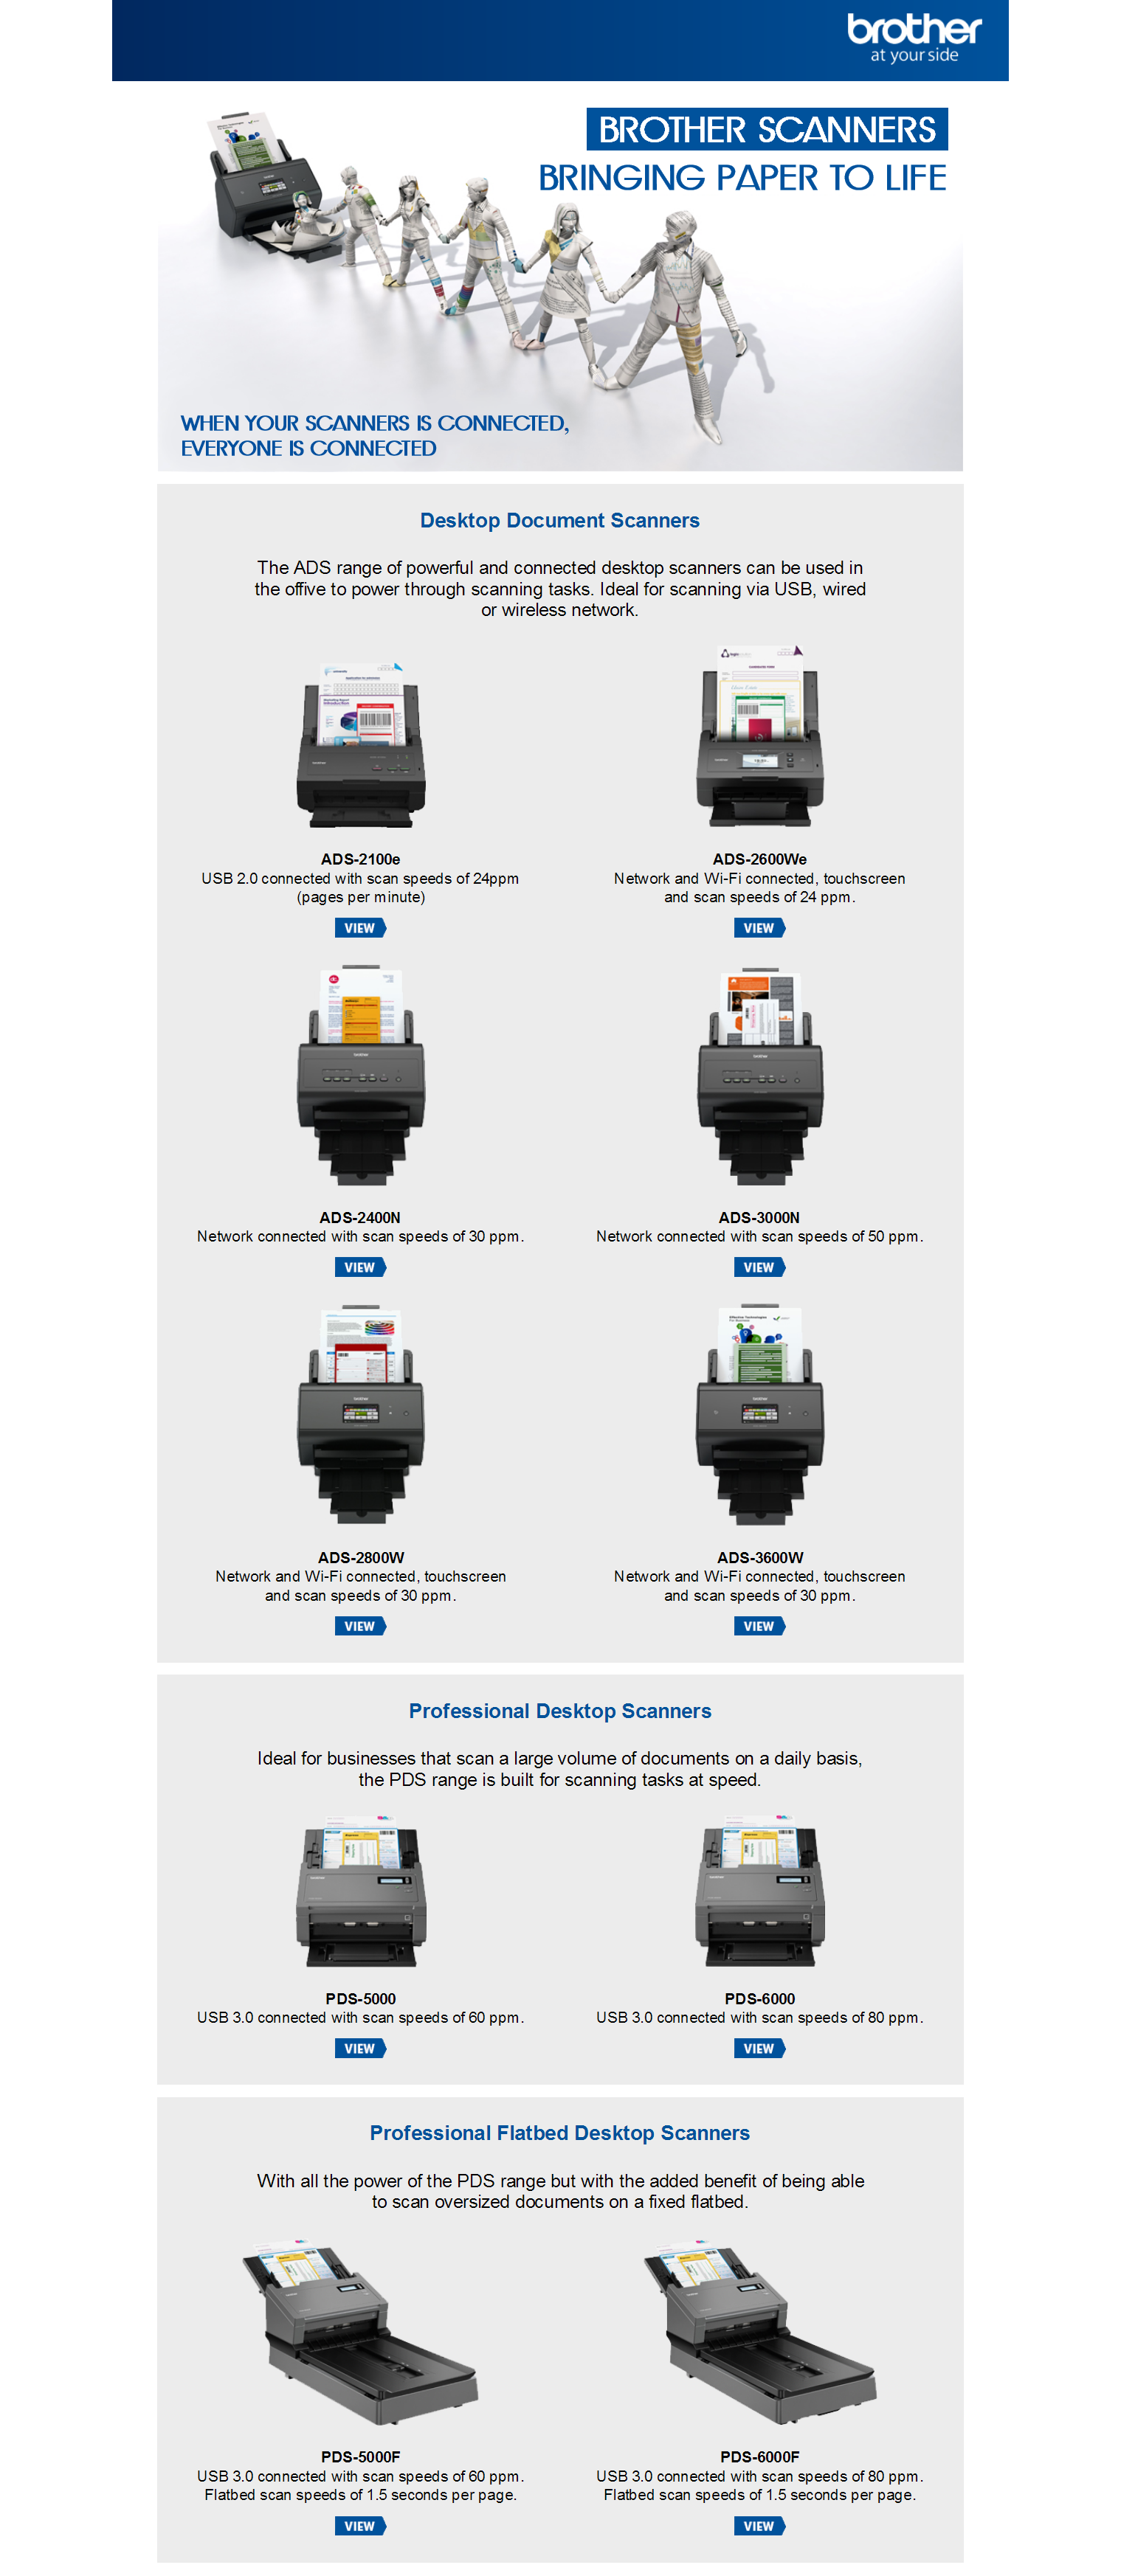 brother
at your side
BROTHER SCANNERS
BRINGING PAPER TO LIFE
WHEN YOUR SCANNERS IS CONNECTED,
EVERYONE IS CONNECTED
Desktop Document Scanners
The ADS range of powerful and connected desktop scanners can be used in
the offive to power through scanning tasks. Ideal for scanning via USB, wired
or wireless network.
ADS-2100e
USB 2.0 connected with scan speeds of 24ppm
(pages per minute)
VIEW
ADS-2600We
Network and Wi-Fi connected, touchscreen
and scan speeds of 24 ppm.
VIEW
ADS-2400N
Network connected with scan speeds of 30 ppm.
VIEW
ADS-3000N
Network connected with scan speeds of 50 ppm.
VIEW
ADS-2800W
Network and Wi-Fi connected, touchscreen
and scan speeds of 30 ppm.
VIEW
ADS-3600W
Network and Wi-Fi connected, touchscreen
and scan speeds of 30 ppm.
VIEW
Professional Desktop Scanners
Ideal for businesses that scan a large volume of documents on a daily basis,
the PDS range is built for scanning tasks at speed.
PDS-5000
USB 3.0 connected with scan speeds of 60 ppm.
VIEW
PDS-6000
USB 3.0 connected with scan speeds of 80 ppm.
VIEW
Professional Flatbed Desktop Scanners
With all the power of the PDS range but with the added benefit of being able
to scan oversized documents on a fixed flatbed.
PDS-5000F
USB 3.0 connected with scan speeds of 60 ppm.
Flatbed scan speeds of 1.5 seconds per page.
VIEW
PDS-6000F
USB 3.0 connected with scan speeds of 80 ppm.
Flatbed scan speeds of 1.5 seconds per page.
VIEW